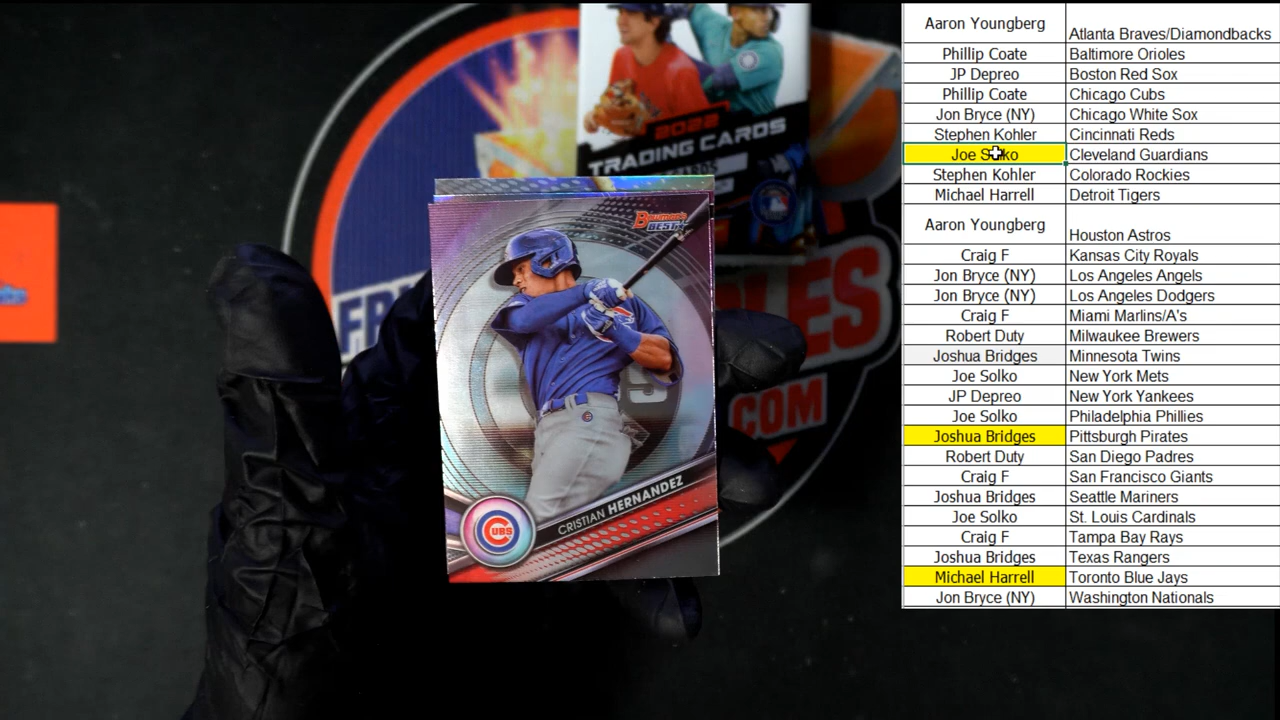 2022
TRADING CARDS
BOWMAN'S
BEST
CRISTIAN HERNANDEZ
CUBS
LES
.COM
Aaron Youngberg Atlanta Braves/Diamondbacks
Phillip Coate Baltimore Orioles
JP Depreo Boston Red Sox
Phillip Coate Chicago Cubs
Jon Bryce (NY) Chicago White Sox
Stephen Kohler Cincinnati Reds
Joe Solko Cleveland Guardians
Stephen Kohler Colorado Rockies
Michael Harrell Detroit Tigers
Aaron Youngberg Houston Astros
Craig F Kansas City Royals
Jon Bryce (NY) Los Angeles Angels
Jon Bryce (NY) Los Angeles Dodgers
Craig F Miami Marlins/A's
Robert Duty Milwaukee Brewers
Joshua Bridges Minnesota Twins
Joe Solko New York Mets
JP Depreo New York Yankees
Joe Solko Philadelphia Phillies
Joshua Bridges Pittsburgh Pirates
Robert Duty San Diego Padres
Craig F San Francisco Giants
Joshua Bridges Seattle Mariners
Joe Solko St. Louis Cardinals
Craig F Tampa Bay Rays
Joshua Bridges Texas Rangers
Michael Harrell Toronto Blue Jays
Jon Bryce (NY) Washington Nationals